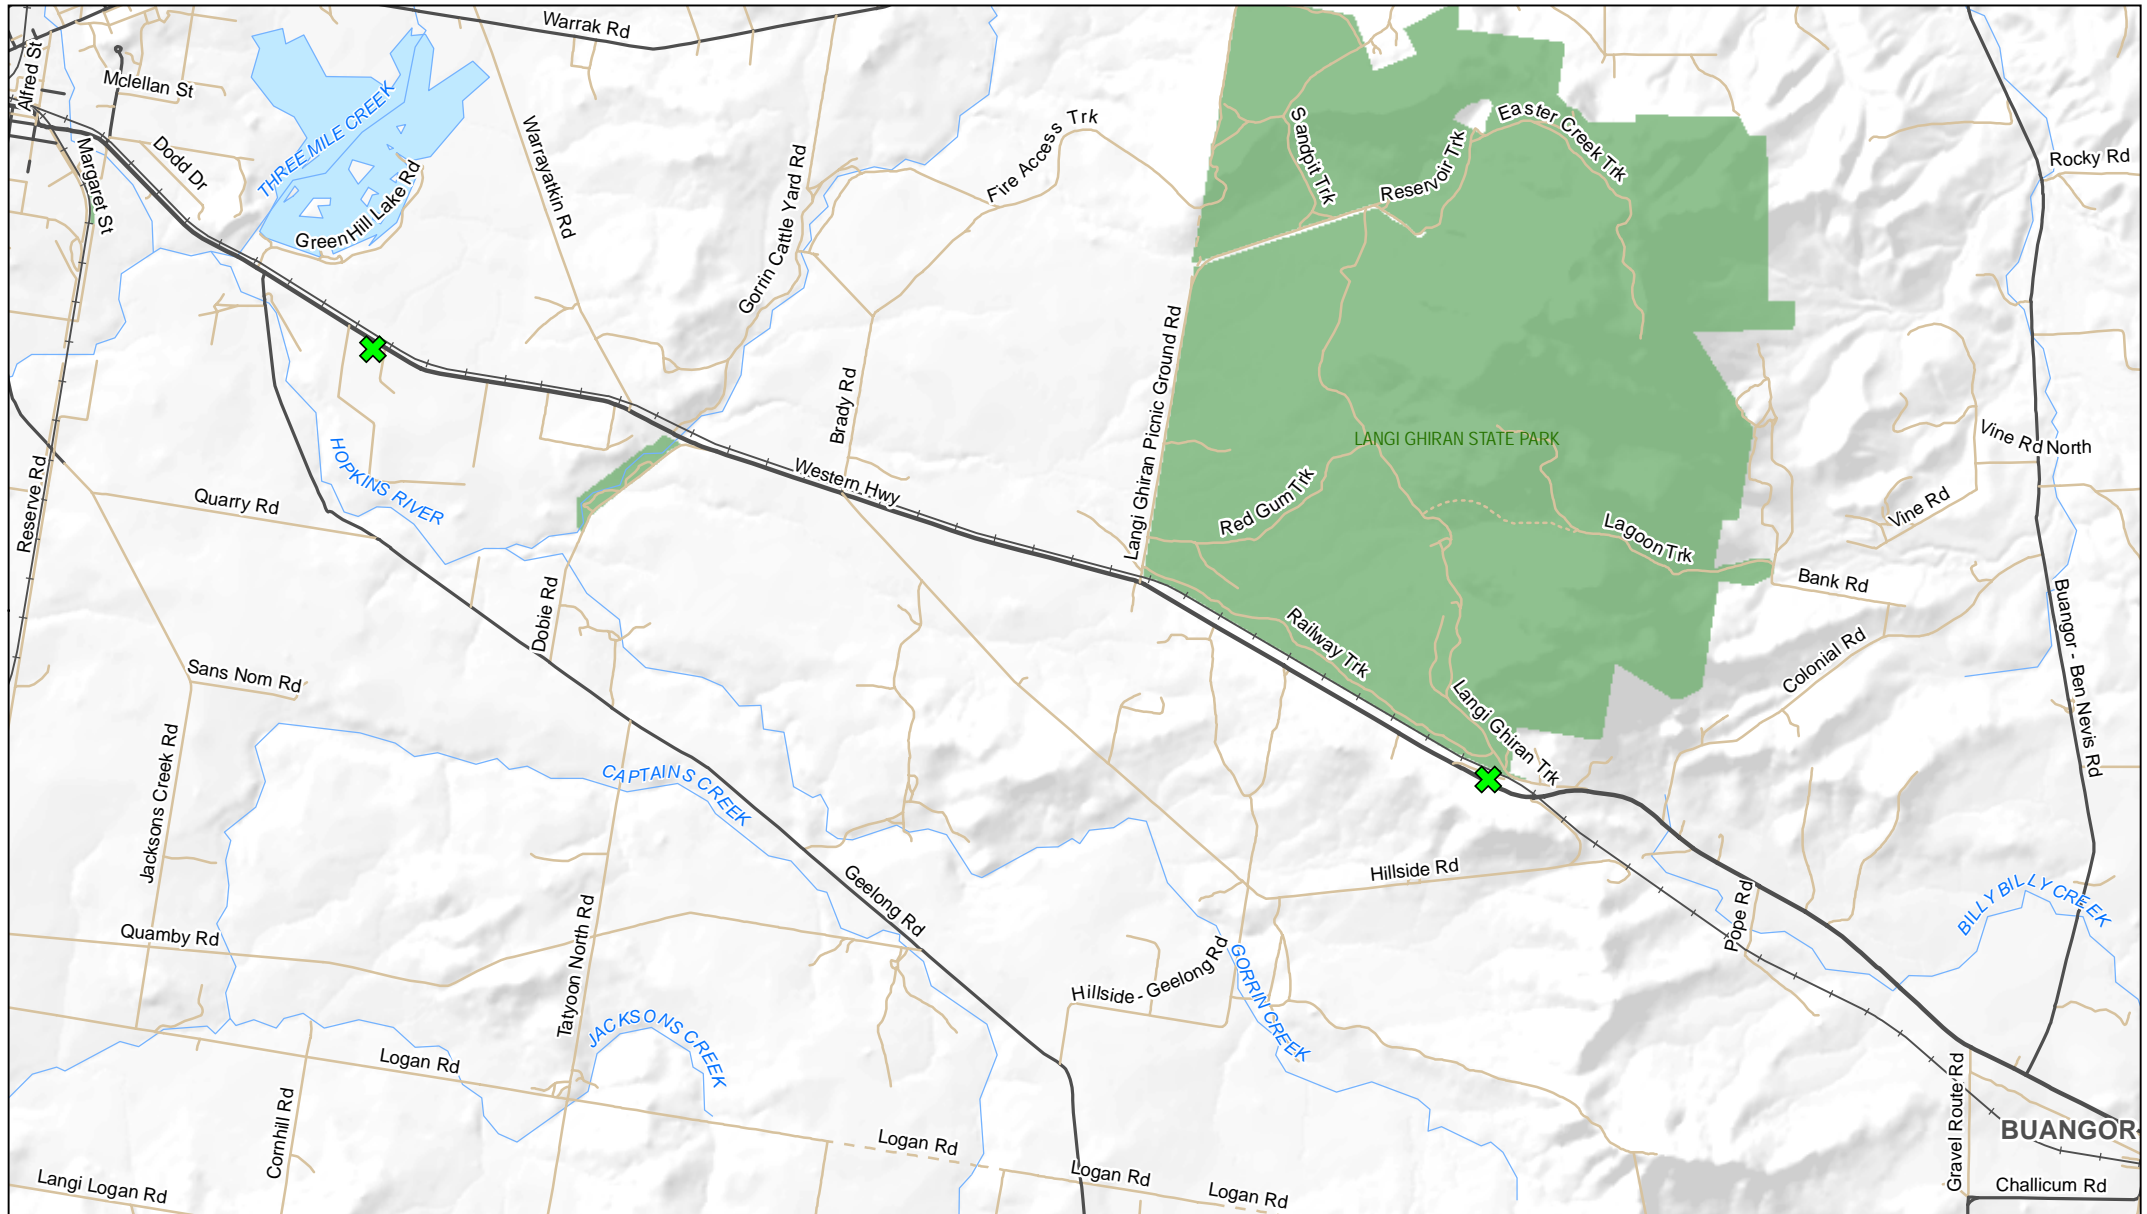 Warrak Rd
Alfred St
Mclellan St
THREE MILE CREEK
Dodd Dr
Margaret St
Green Hill Lake Rd
Warrayatkin Rd
Gorrin Cattle Yard Rd
Fire Access Trk
Sandpit Trk
Reservoir Trk
Easter Creek Trk
Rocky Rd
Brady Rd
Langi Ghiran Picnic Ground Rd
LANGI GHIRAN STATE PARK
Vine Rd North
Reserve Rd
Quarry Rd
HOPKINS RIVER
Western Hwy
Red Gum Trk
Lagoon Trk
Vine Rd
Bank Rd
Dobie Rd
Railway Trk
Colonial Rd
Buangor - Ben Nevis Rd
Sans Nom Rd
Langi Ghiran Trk
Jacksons Creek Rd
CAPTAINS CREEK
Geelong Rd
Hillside Rd
Pope Rd
BILLY BILLY CREEK
Quamby Rd
Tatyoon North Rd
Hillside - Geelong Rd
GORRIN CREEK
JACKSONS CREEK
Logan Rd
Cornhill Rd
Logan Rd
Logan Rd
Logan Rd
Gravel Route Rd
BUANGOR
Langi Logan Rd
Challicum Rd